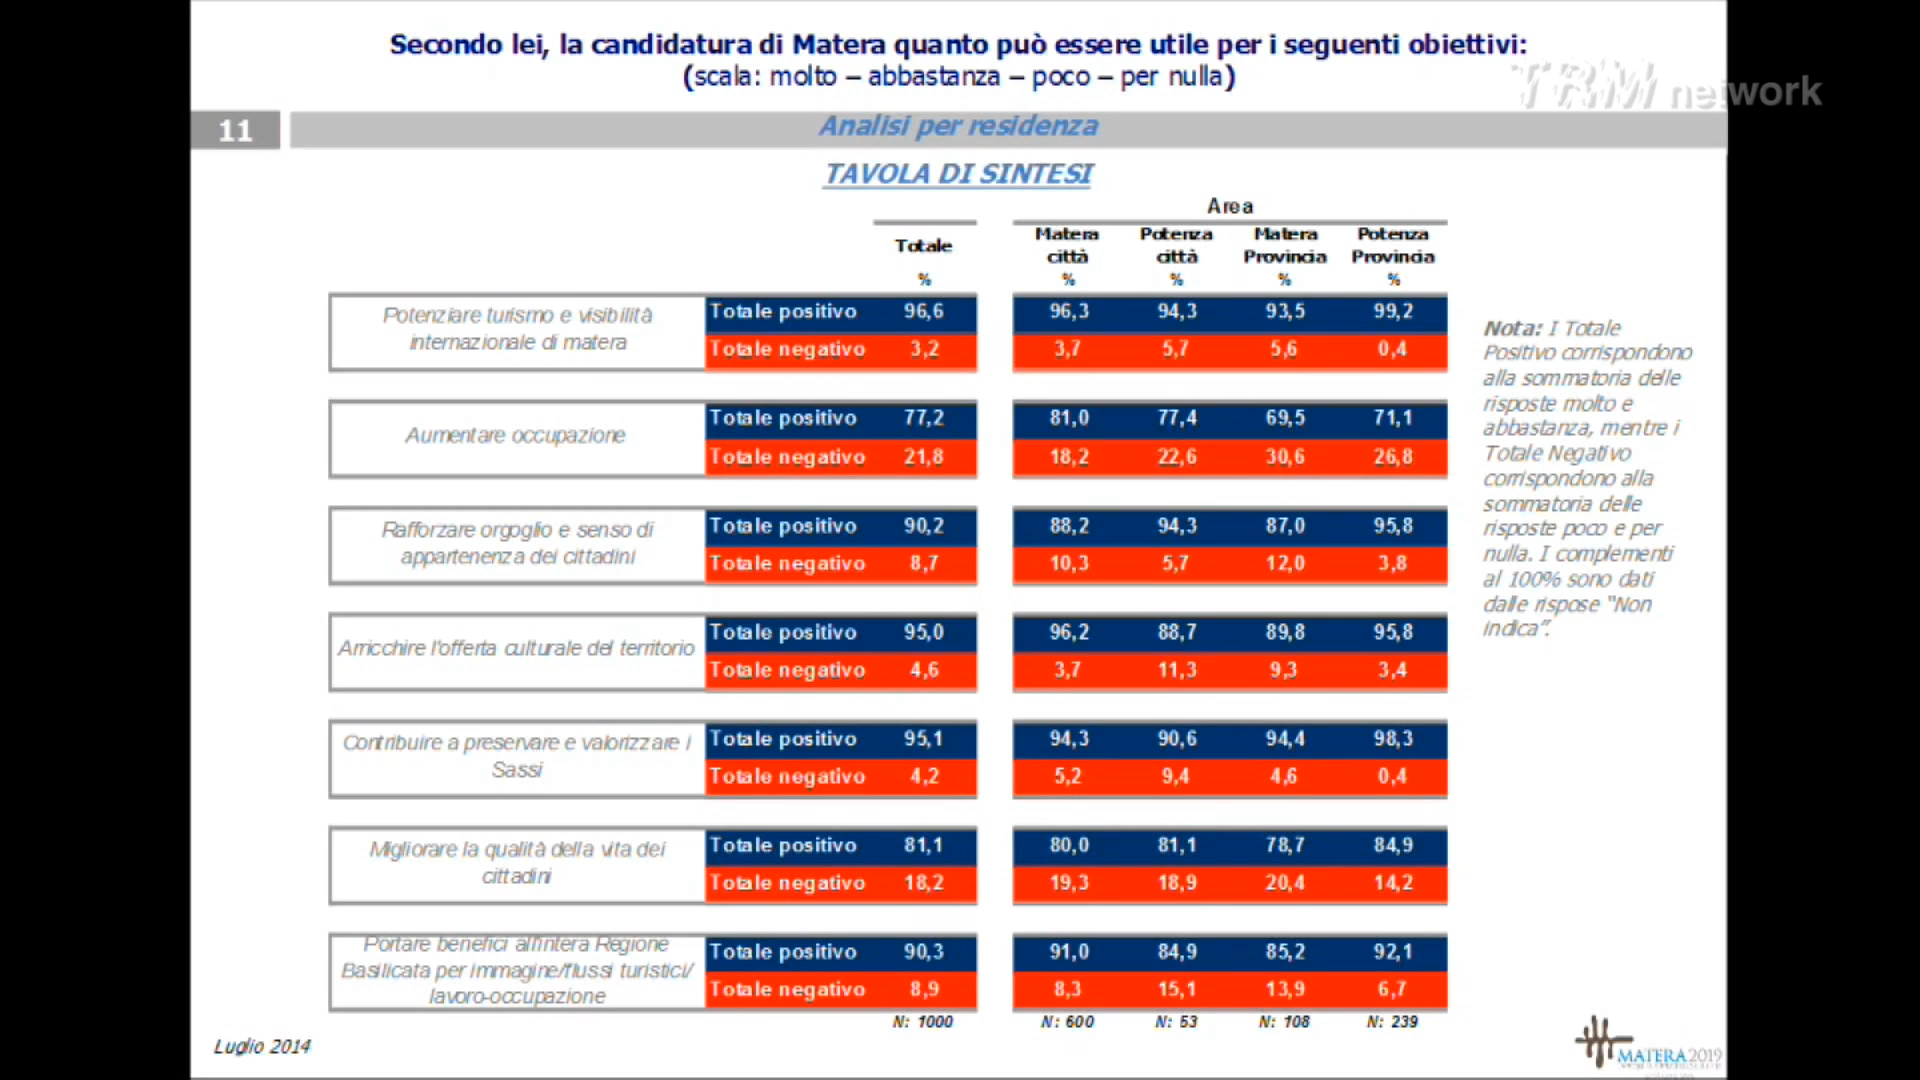 Secondo lei, la candidatura di Matera quanto può essere utile per i seguenti obiettivi:
(scala: molto – abbastanza – poco – per nulla)
TRM network
11
Analisi per residenza
TAVOLA DI SINTESI
Area
Totale Matera città Potenza città Matera Provincia Potenza Provincia
% % % % %
Potenziare turismo e visibilità
internazionale di matera
Totale positivo 96,6 96,3 94,3 93,5 99,2
Totale negativo 3,2 3,7 5,7 5,6 0,4
Aumentare occupazione
Totale positivo 77,2 81,0 77,4 69,5 71,1
Totale negativo 21,8 18,2 22,6 30,6 26,8
Rafforzare orgoglio e senso di
appartenenza dei cittadini
Totale positivo 90,2 88,2 94,3 87,0 95,8
Totale negativo 8,7 10,3 5,7 12,0 3,8
Arricchire l'offerta culturale del territorio
Totale positivo 95,0 96,2 88,7 89,8 95,8
Totale negativo 4,6 3,7 11,3 9,3 3,4
Contribuire a preservare e valorizzare i
Sassi
Totale positivo 95,1 94,3 90,6 94,4 98,3
Totale negativo 4,2 5,2 9,4 4,6 0,4
Migliorare la qualità della vita dei
cittadini
Totale positivo 81,1 80,0 81,1 78,7 84,9
Totale negativo 18,2 19,3 18,9 20,4 14,2
Portare benefici all'intera Regione
Basilicata per immagine/flussi turistici/
lavoro-occupazione
Totale positivo 90,3 91,0 84,9 85,2 92,1
Totale negativo 8,9 8,3 15,1 13,9 6,7
N: 1000 N: 600 N: 53 N: 108 N: 239
Nota: I Totale
Positivo corrispondono
alla sommatoria delle
risposte molto e
abbastanza, mentre i
Totale Negativo
corrispondono alla
sommatoria delle
risposte poco e per
nulla. I complementi
al 100% sono dati
dalle rispose "Non
indica".
Luglio 2014
MATERA2019